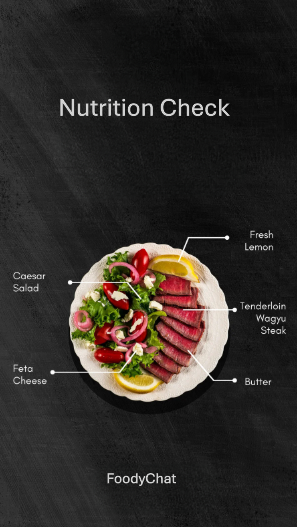 Nutrition Check
Fresh
Lemon
Caesar
Salad
Tenderloin
Wagyu
Steak
Feta
Cheese
Butter
FoodyChat